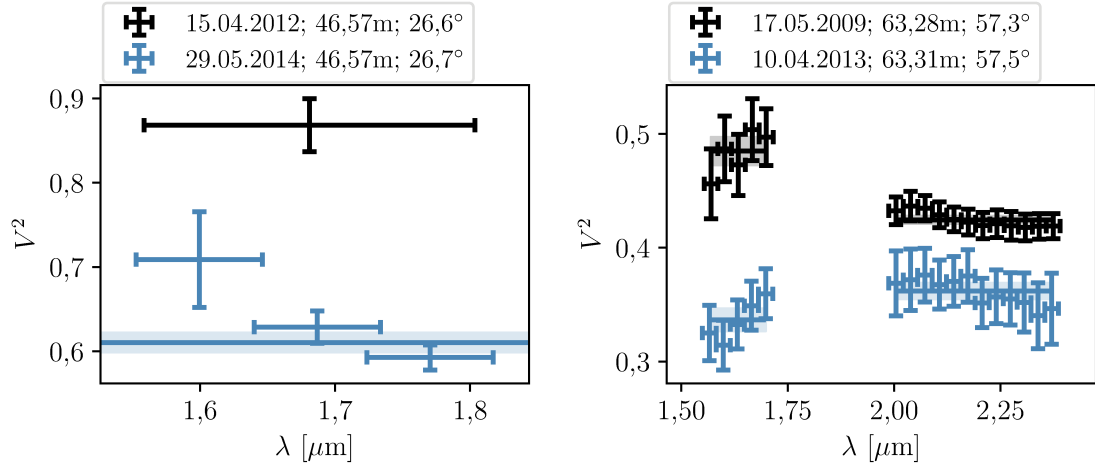 15.04.2012; 46,57m; 26,6°
29.05.2014; 46,57m; 26,7°
0,9
0,8
0,7
0,6
V²
1,6 1,7 1,8
λ [μm]
17.05.2009; 63,28m; 57,3°
10.04.2013; 63,31m; 57,5°
0,5
0,4
0,3
V²
1,50 1,75 2,00 2,25
λ [μm]